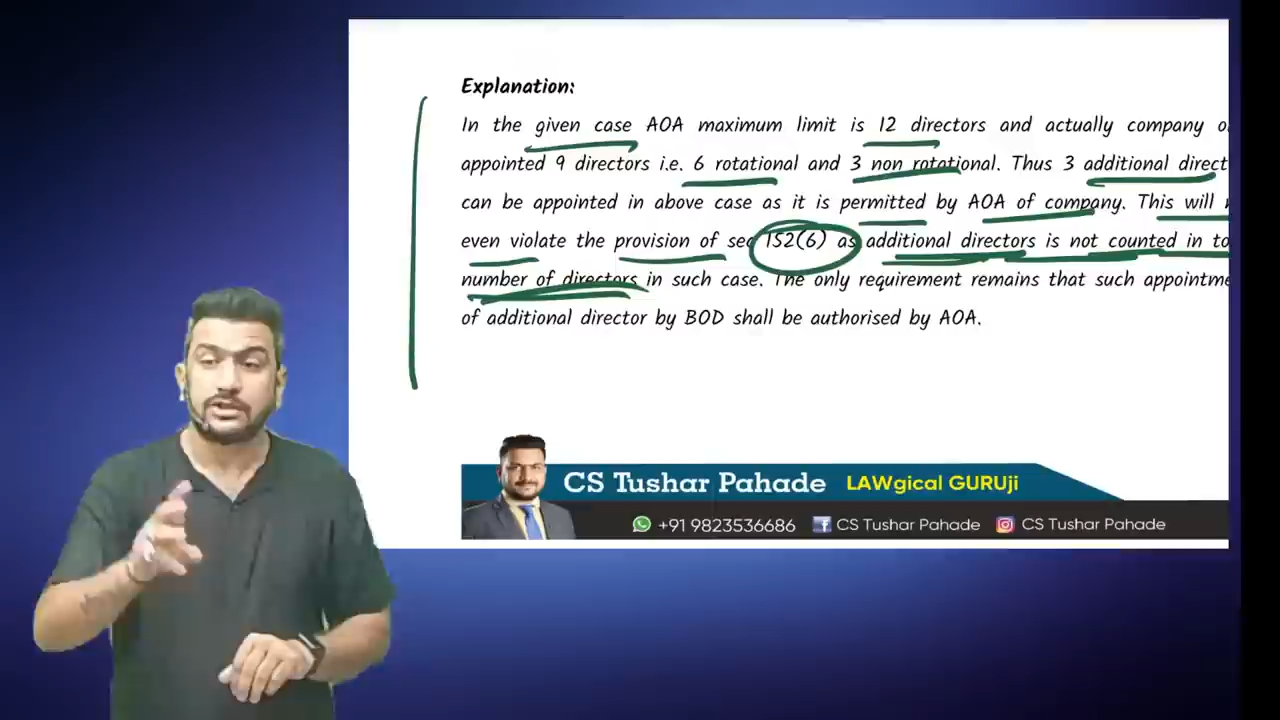 Explanation:
In the given case AOA maximum limit is 12 directors and actually company
appointed 9 directors i.e. 6 rotational and 3 non rotational. Thus 3 additional
can be appointed in above case as it is permitted by AOA of company. This will
even violate the provision of sec 152(6) as additional directors is not counted in
number of directors in such case. The only requirement remains that such
of additional director by BOD shall be authorised by AOA.
CS Tushar Pahade LAWgical GURUji
+91 9823536686 CS Tushar Pahade CS Tushar Pahade